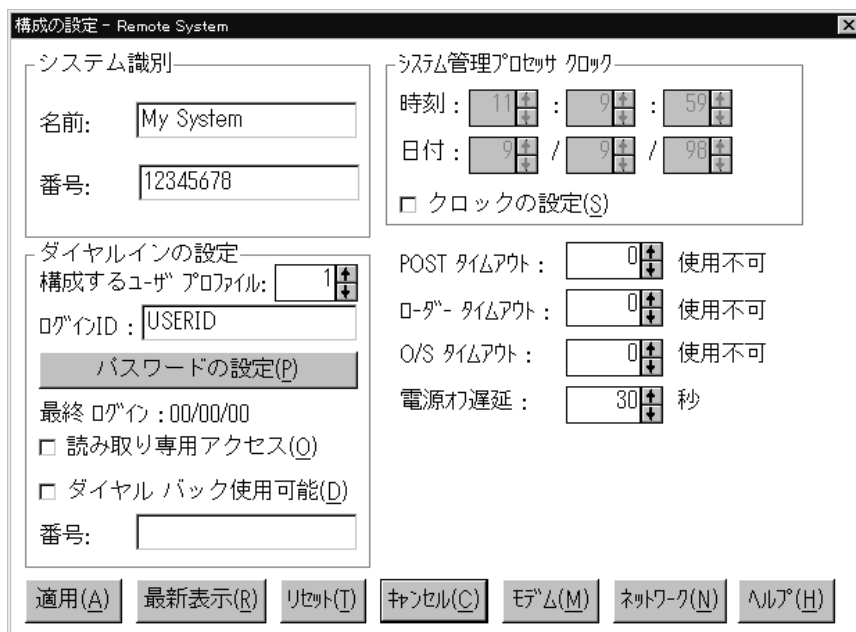 構成の設定 - Remote System
システム識別
名前: My System
番号: 12345678
システム管理プロセッサ クロック
時刻 : 11 : 9 : 59
日付 : 9 / 9 / 98
クロックの設定(S)
ダイヤルインの設定
構成するユーザ プロファイル: 1
ログインID : USERID
パスワードの設定(P)
最終 ログイン : 00/00/00
読み取り専用アクセス(O)
ダイヤル バック使用可能(D)
番号:
POST タイムアウト : 0 使用不可
ローダー タイムアウト : 0 使用不可
O/S タイムアウト : 0 使用不可
電源オフ遅延 : 30 秒
適用(A) 最新表示(R) リセット(T) キャンセル(C) モデム(M) ネットワーク(N) ヘルプ(H)